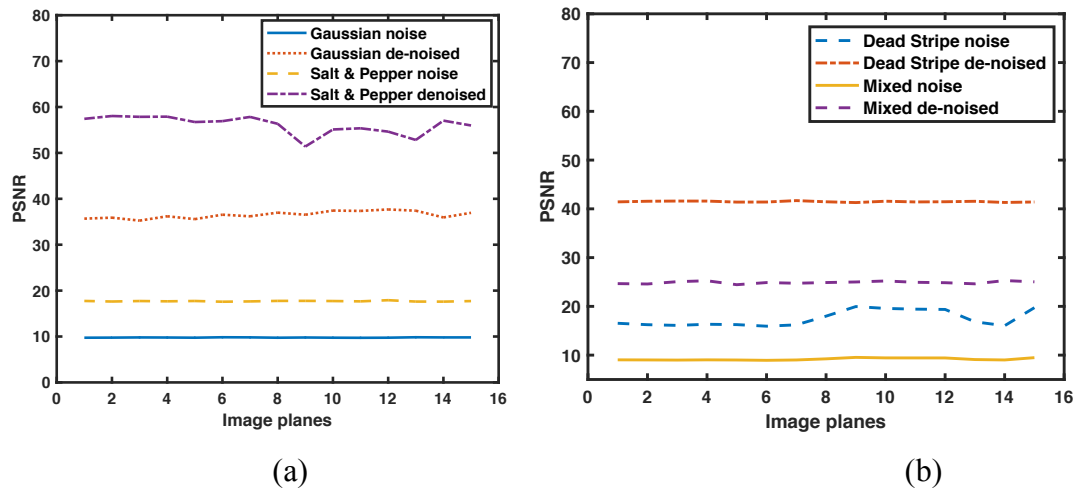 80
70
60
50
40
30
20
10
0
PSNR
Gaussian noise
Gaussian de-noised
Salt & Pepper noise
Salt & Pepper denoised
0 2 4 6 8 10 12 14 16
Image planes
(a)
80
70
60
50
40
30
20
10
PSNR
Dead Stripe noise
Dead Stripe de-noised
Mixed noise
Mixed de-noised
0 2 4 6 8 10 12 14 16
Image planes
(b)